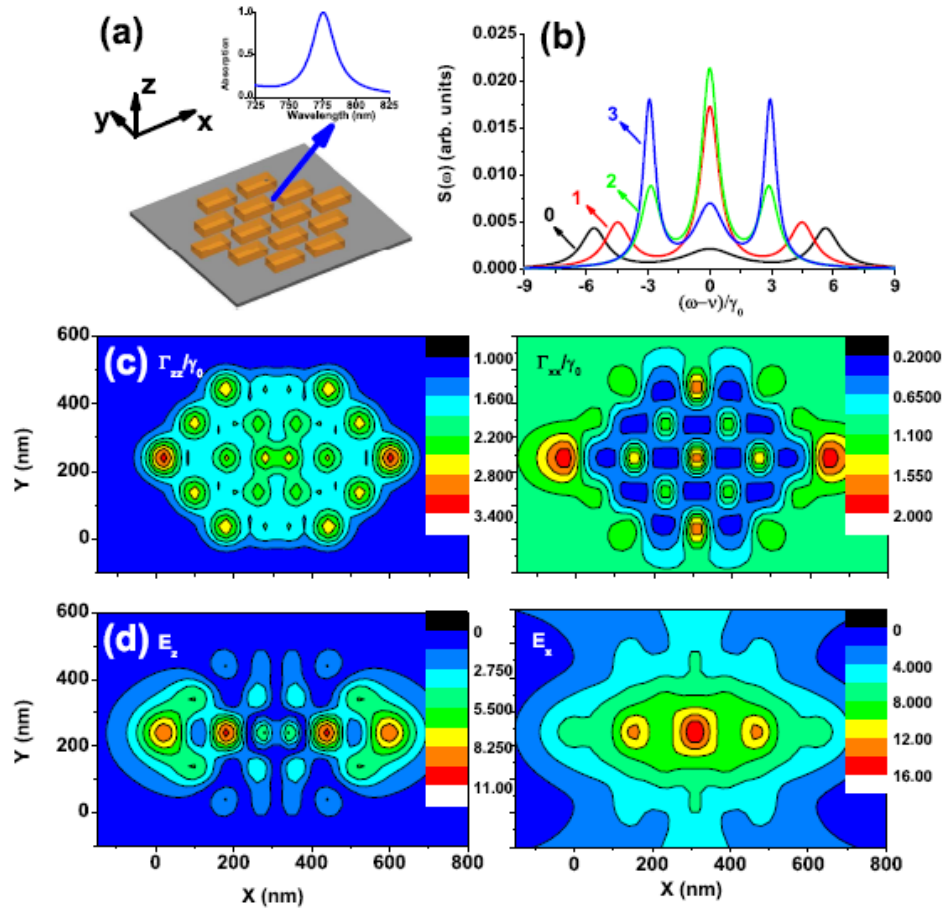 (a)
Absorption
1.0
0.5
0.0
725 750 775 800 825
Wavelength (nm)
z
y
x
(b)
S(ω) (arb. units)
0.025
0.020
0.015
0.010
0.005
0.000
3
2
1
0
-9 -6 -3 0 3 6 9
(ω−ν)/γ₀
(c) Γzz/γ₀
Y (nm)
600
400
200
0
1.000
1.600
2.200
2.800
3.400
Γxx/γ₀
0.2000
0.6500
1.100
1.550
2.000
(d) Ez
Y (nm)
600
400
200
0
0
2.750
5.500
8.250
11.00
0 200 400 600 800
X (nm)
Ex
0
4.000
8.000
12.00
16.00
0 200 400 600 800
X (nm)